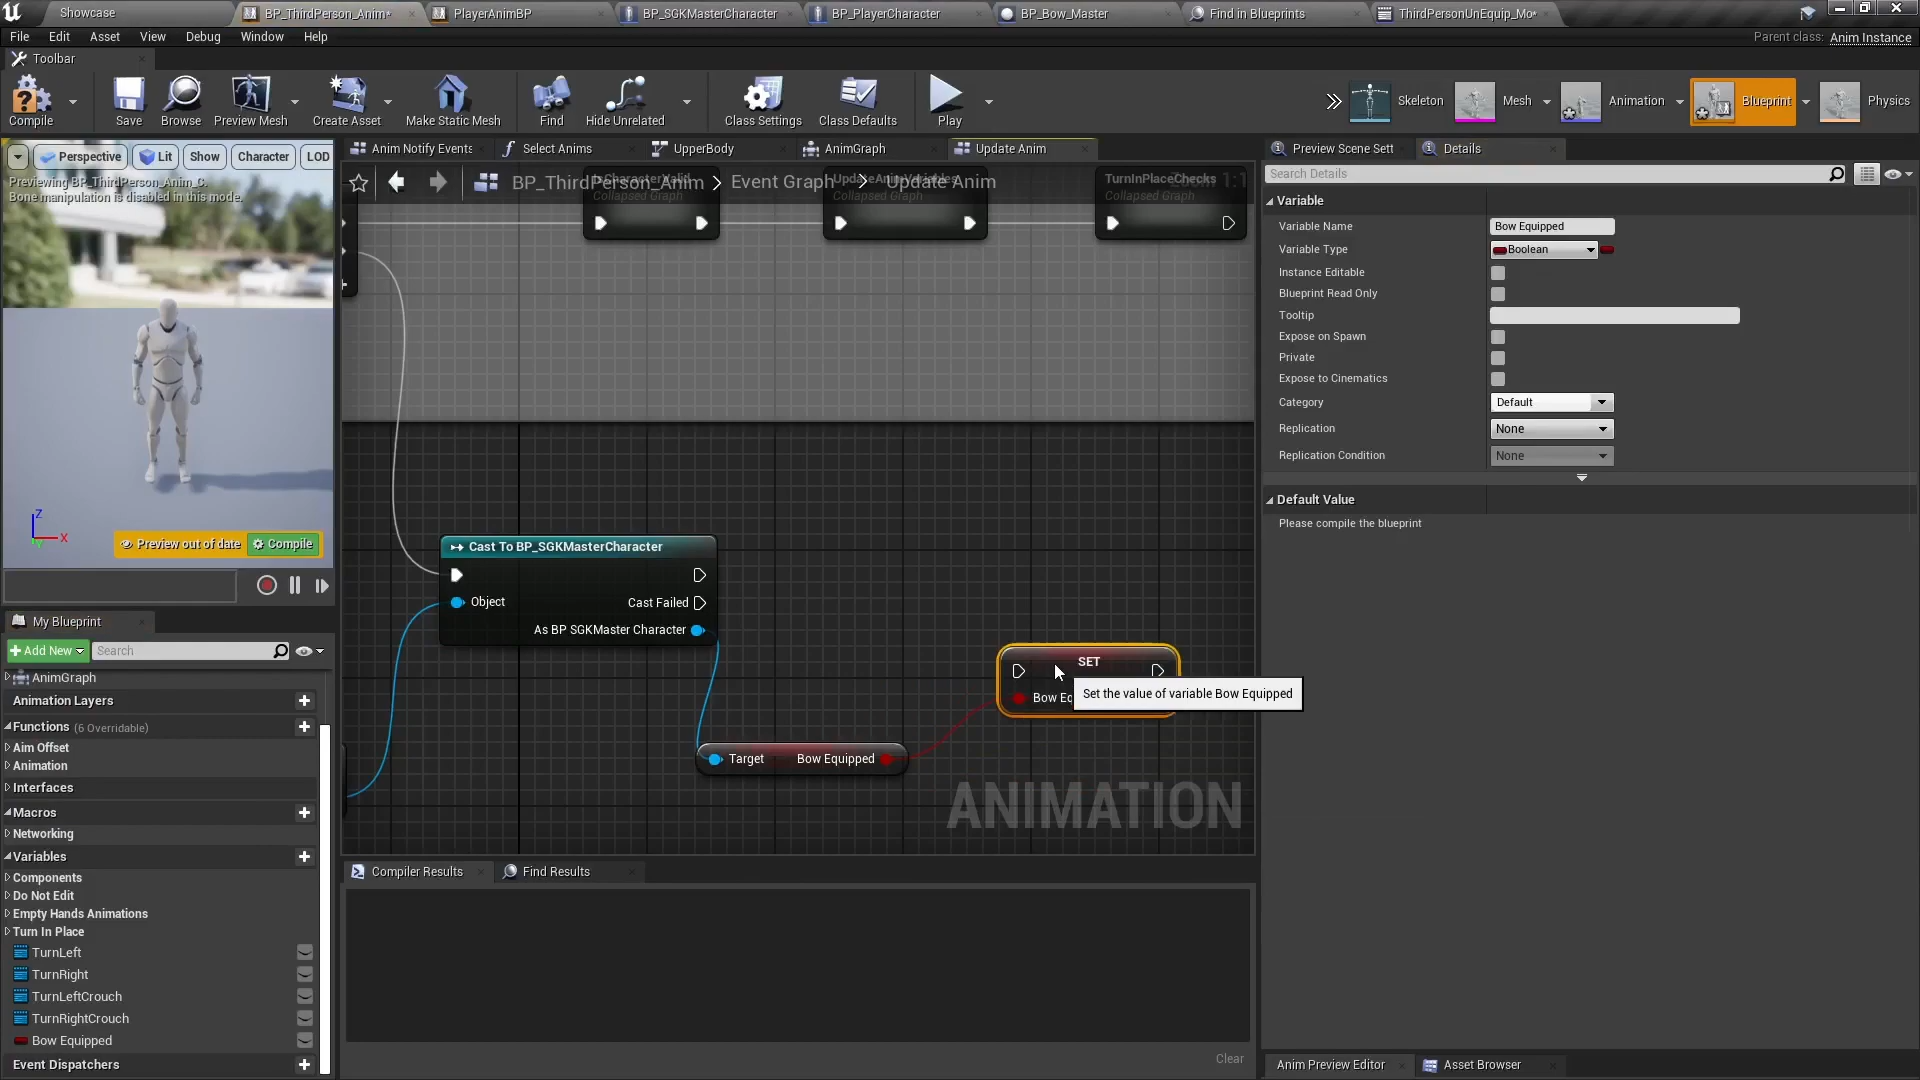 Showcase
BP_ThirdPerson_Anim*
PlayerAnimBP
BP_SGKMasterCharacter
BP_PlayerCharacter
BP_Bow_Master
Find in Blueprints
ThirdPersonUnEquip_Mo*
File
Edit
Asset
View
Debug
Window
Help
Parent class: Anim Instance
Toolbar
Compile
Save
Browse
Preview Mesh
Create Asset
Make Static Mesh
Find
Hide Unrelated
Class Settings
Class Defaults
Play
Skeleton
Mesh
Animation
Blueprint
Physics
Perspective
Lit
Show
Character
LOD
Previewing BP_ThirdPerson_Anim_C.
Bone manipulation is disabled in this mode.
Z
X
Preview out of date
Compile
Anim Notify Events
Select Anims
UpperBody
AnimGraph
Update Anim
BP_ThirdPerson_Anim
Event Graph
Update Anim
Collapsed Graph
UpdateAnimVariables
Collapsed Graph
TurnInPlaceChecks
Collapsed Graph
Cast To BP_SGKMasterCharacter
Object
Cast Failed
As BP SGKMaster Character
Target
Bow Equipped
SET
Bow Eq
Set the value of variable Bow Equipped
ANIMATION
My Blueprint
Add New
Search
AnimGraph
Animation Layers
Functions (6 Overridable)
Aim Offset
Animation
Interfaces
Macros
Networking
Variables
Components
Do Not Edit
Empty Hands Animations
Turn In Place
TurnLeft
TurnRight
TurnLeftCrouch
TurnRightCrouch
Bow Equipped
Event Dispatchers
Compiler Results
Find Results
Clear
Preview Scene Sett
Details
Search Details
Variable
Variable Name
Bow Equipped
Variable Type
Boolean
Instance Editable
Blueprint Read Only
Tooltip
Expose on Spawn
Private
Expose to Cinematics
Category
Default
Replication
None
Replication Condition
None
Default Value
Please compile the blueprint
Anim Preview Editor
Asset Browser